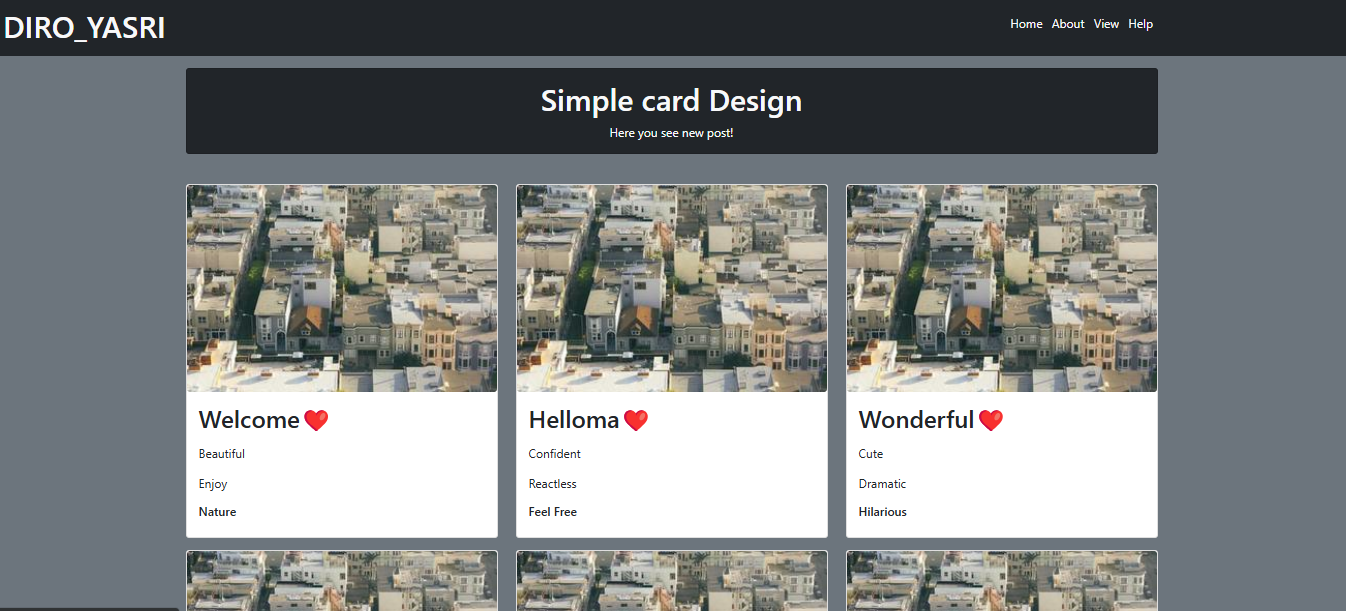 DIRO_YASRI
Home About View Help
Simple card Design
Here you see new post!
Welcome❤️
Beautiful
Enjoy
Nature
Helloma❤️
Confident
Reactless
Feel Free
Wonderful❤️
Cute
Dramatic
Hilarious